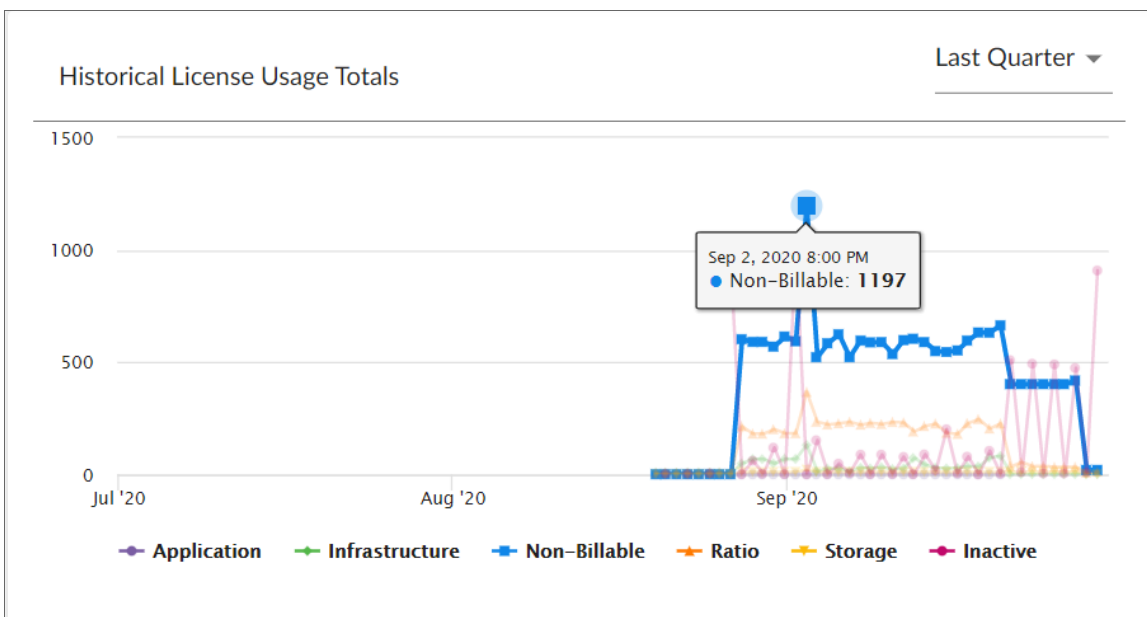 Historical License Usage Totals
Last Quarter
1500
1000
500
0
Sep 2, 2020 8:00 PM
Non-Billable: 1197
Jul '20 Aug '20 Sep '20
Application Infrastructure Non-Billable Ratio Storage Inactive